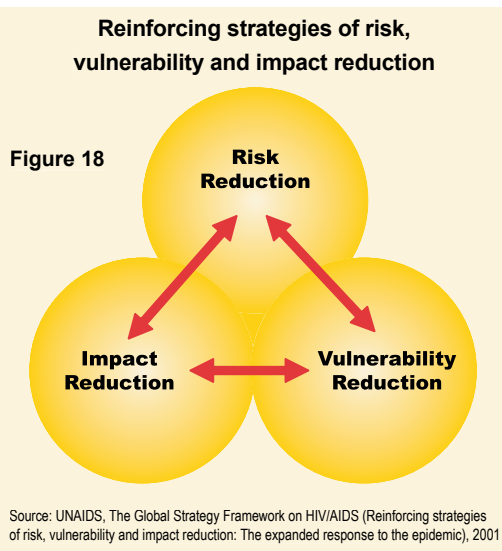 Reinforcing strategies of risk,
vulnerability and impact reduction
Figure 18
Risk
Reduction
Impact
Reduction
Vulnerability
Reduction
Source: UNAIDS, The Global Strategy Framework on HIV/AIDS (Reinforcing strategies
of risk, vulnerability and impact reduction: The expanded response to the epidemic), 2001